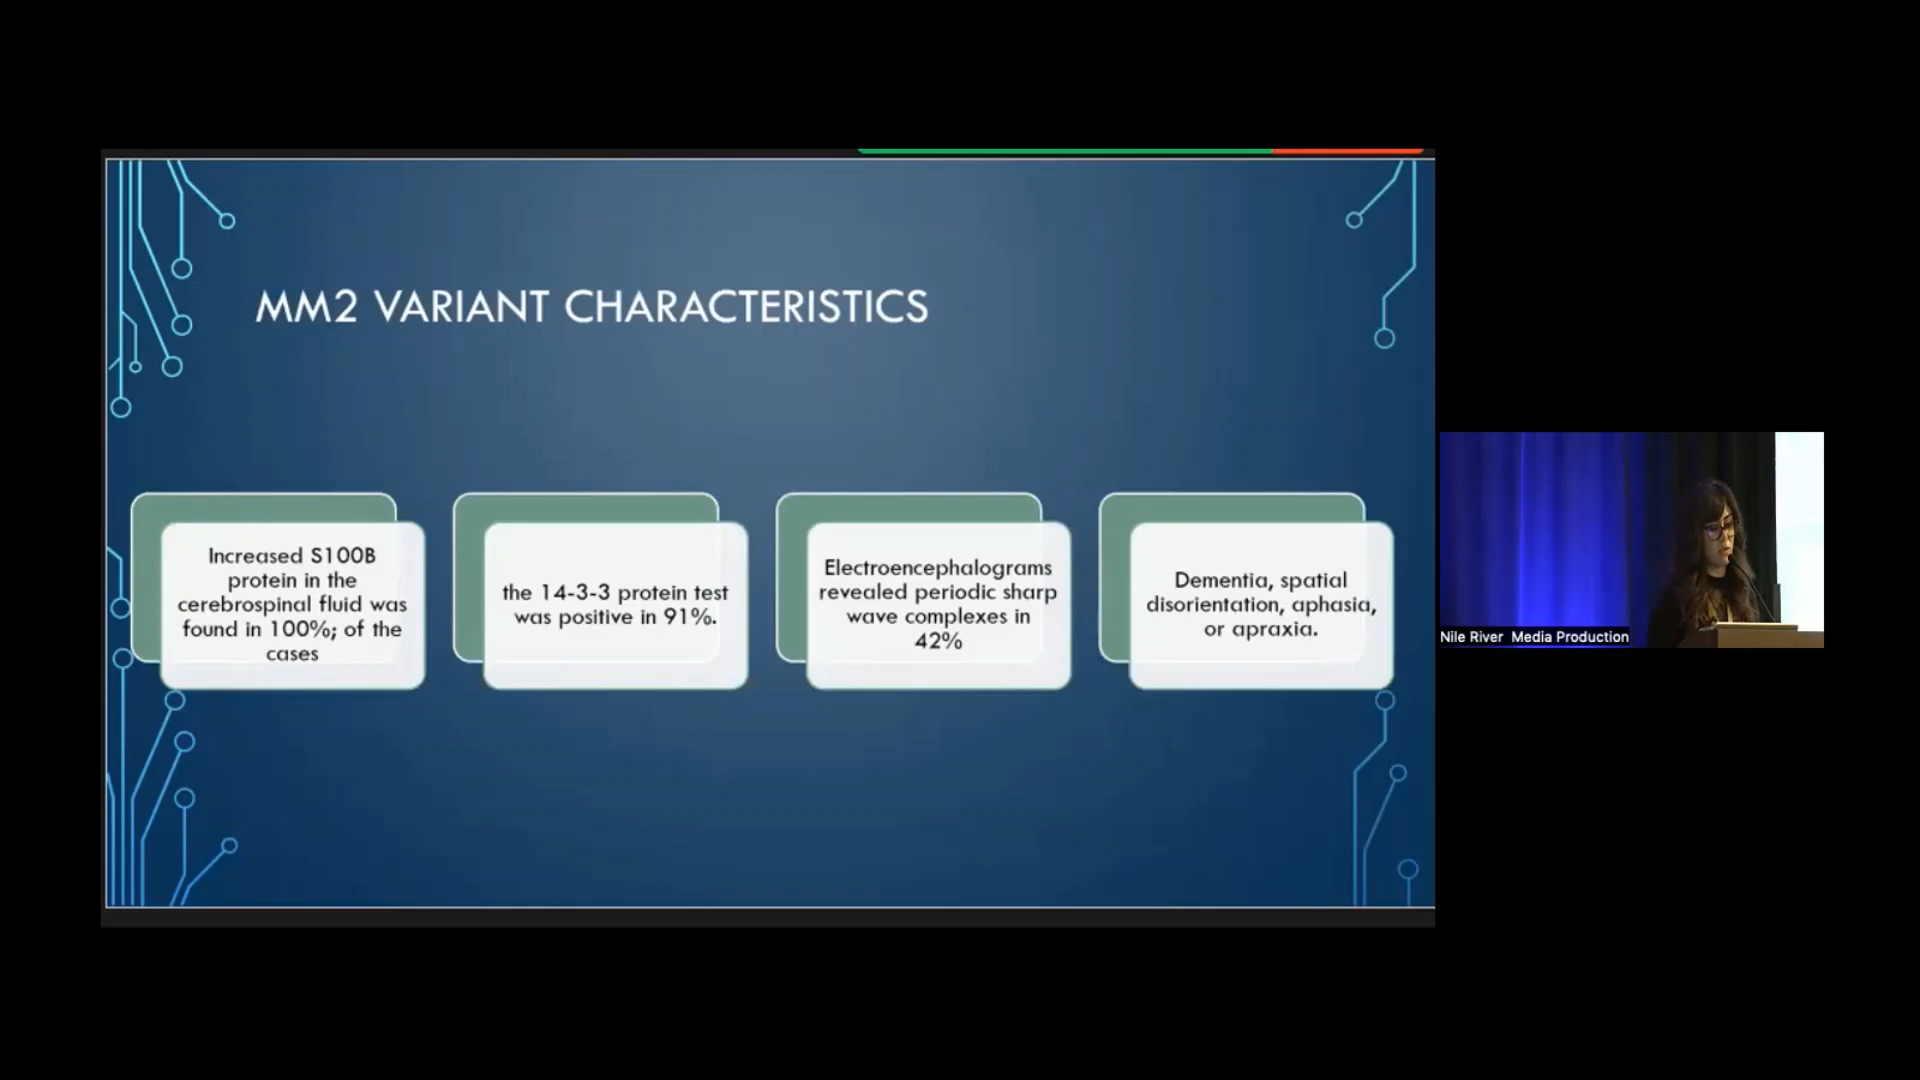 MM2 VARIANT CHARACTERISTICS
Increased S100B
protein in the
cerebrospinal fluid was
found in 100%; of the
cases
the 14-3-3 protein test
was positive in 91%.
Electroencephalograms
revealed periodic sharp
wave complexes in
42%
Dementia, spatial
disorientation, aphasia,
or apraxia.
Nile River Media Production